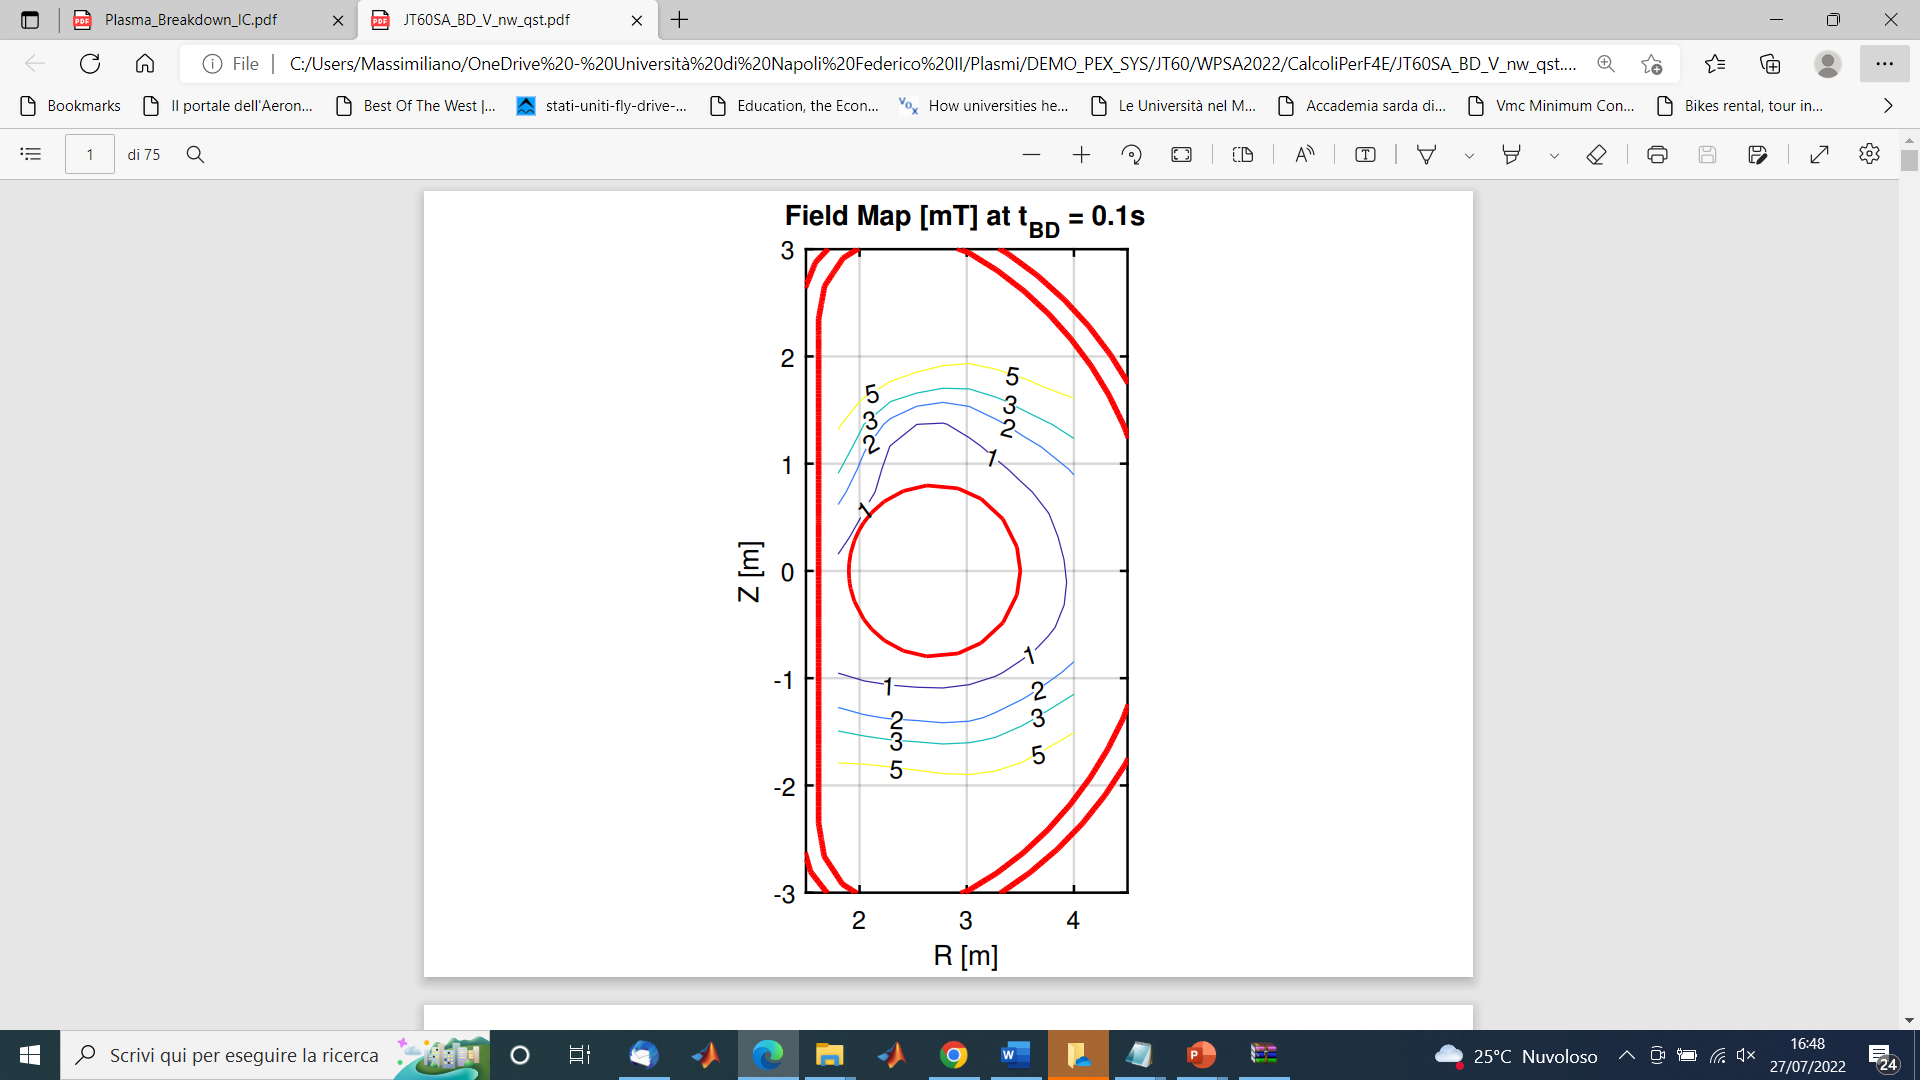 Plasma_Breakdown_IC.pdf
JT60SA_BD_V_nw_qst.pdf
File
C:/Users/Massimiliano/OneDrive%20-%20Università%20di%20Napoli%20Federico%20II/Plasmi/DEMO_PEX_SYS/JT60/WPSA2022/CalcoliPerF4E/JT60SA_BD_V_nw_qst....
Bookmarks
Il portale dell'Aeron...
Best Of The West |...
stati-uniti-fly-drive-...
Education, the Econ...
Vox
How universities he...
Le Università nel M...
Accademia sarda di...
Vmc Minimum Con...
Bikes rental, tour in...
1
di 75
Field Map [mT] at tBD = 0.1s
3
2
1
0
-1
-2
-3
Z [m]
5
5
3
3
2
2
1
1
1
1
2
2
3
3
5
5
2
3
4
R [m]
Scrivi qui per eseguire la ricerca
25°C Nuvoloso
16:48
27/07/2022
24